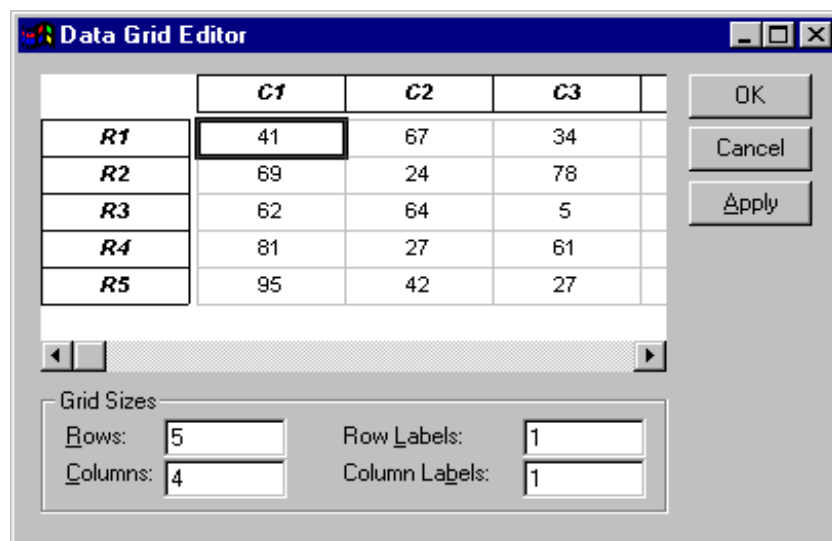 Data Grid Editor
C1 C2 C3
R1 41 67 34
R2 69 24 78
R3 62 64 5
R4 81 27 61
R5 95 42 27
OK
Cancel
Apply
Grid Sizes
Rows: 5 Row Labels: 1
Columns: 4 Column Labels: 1